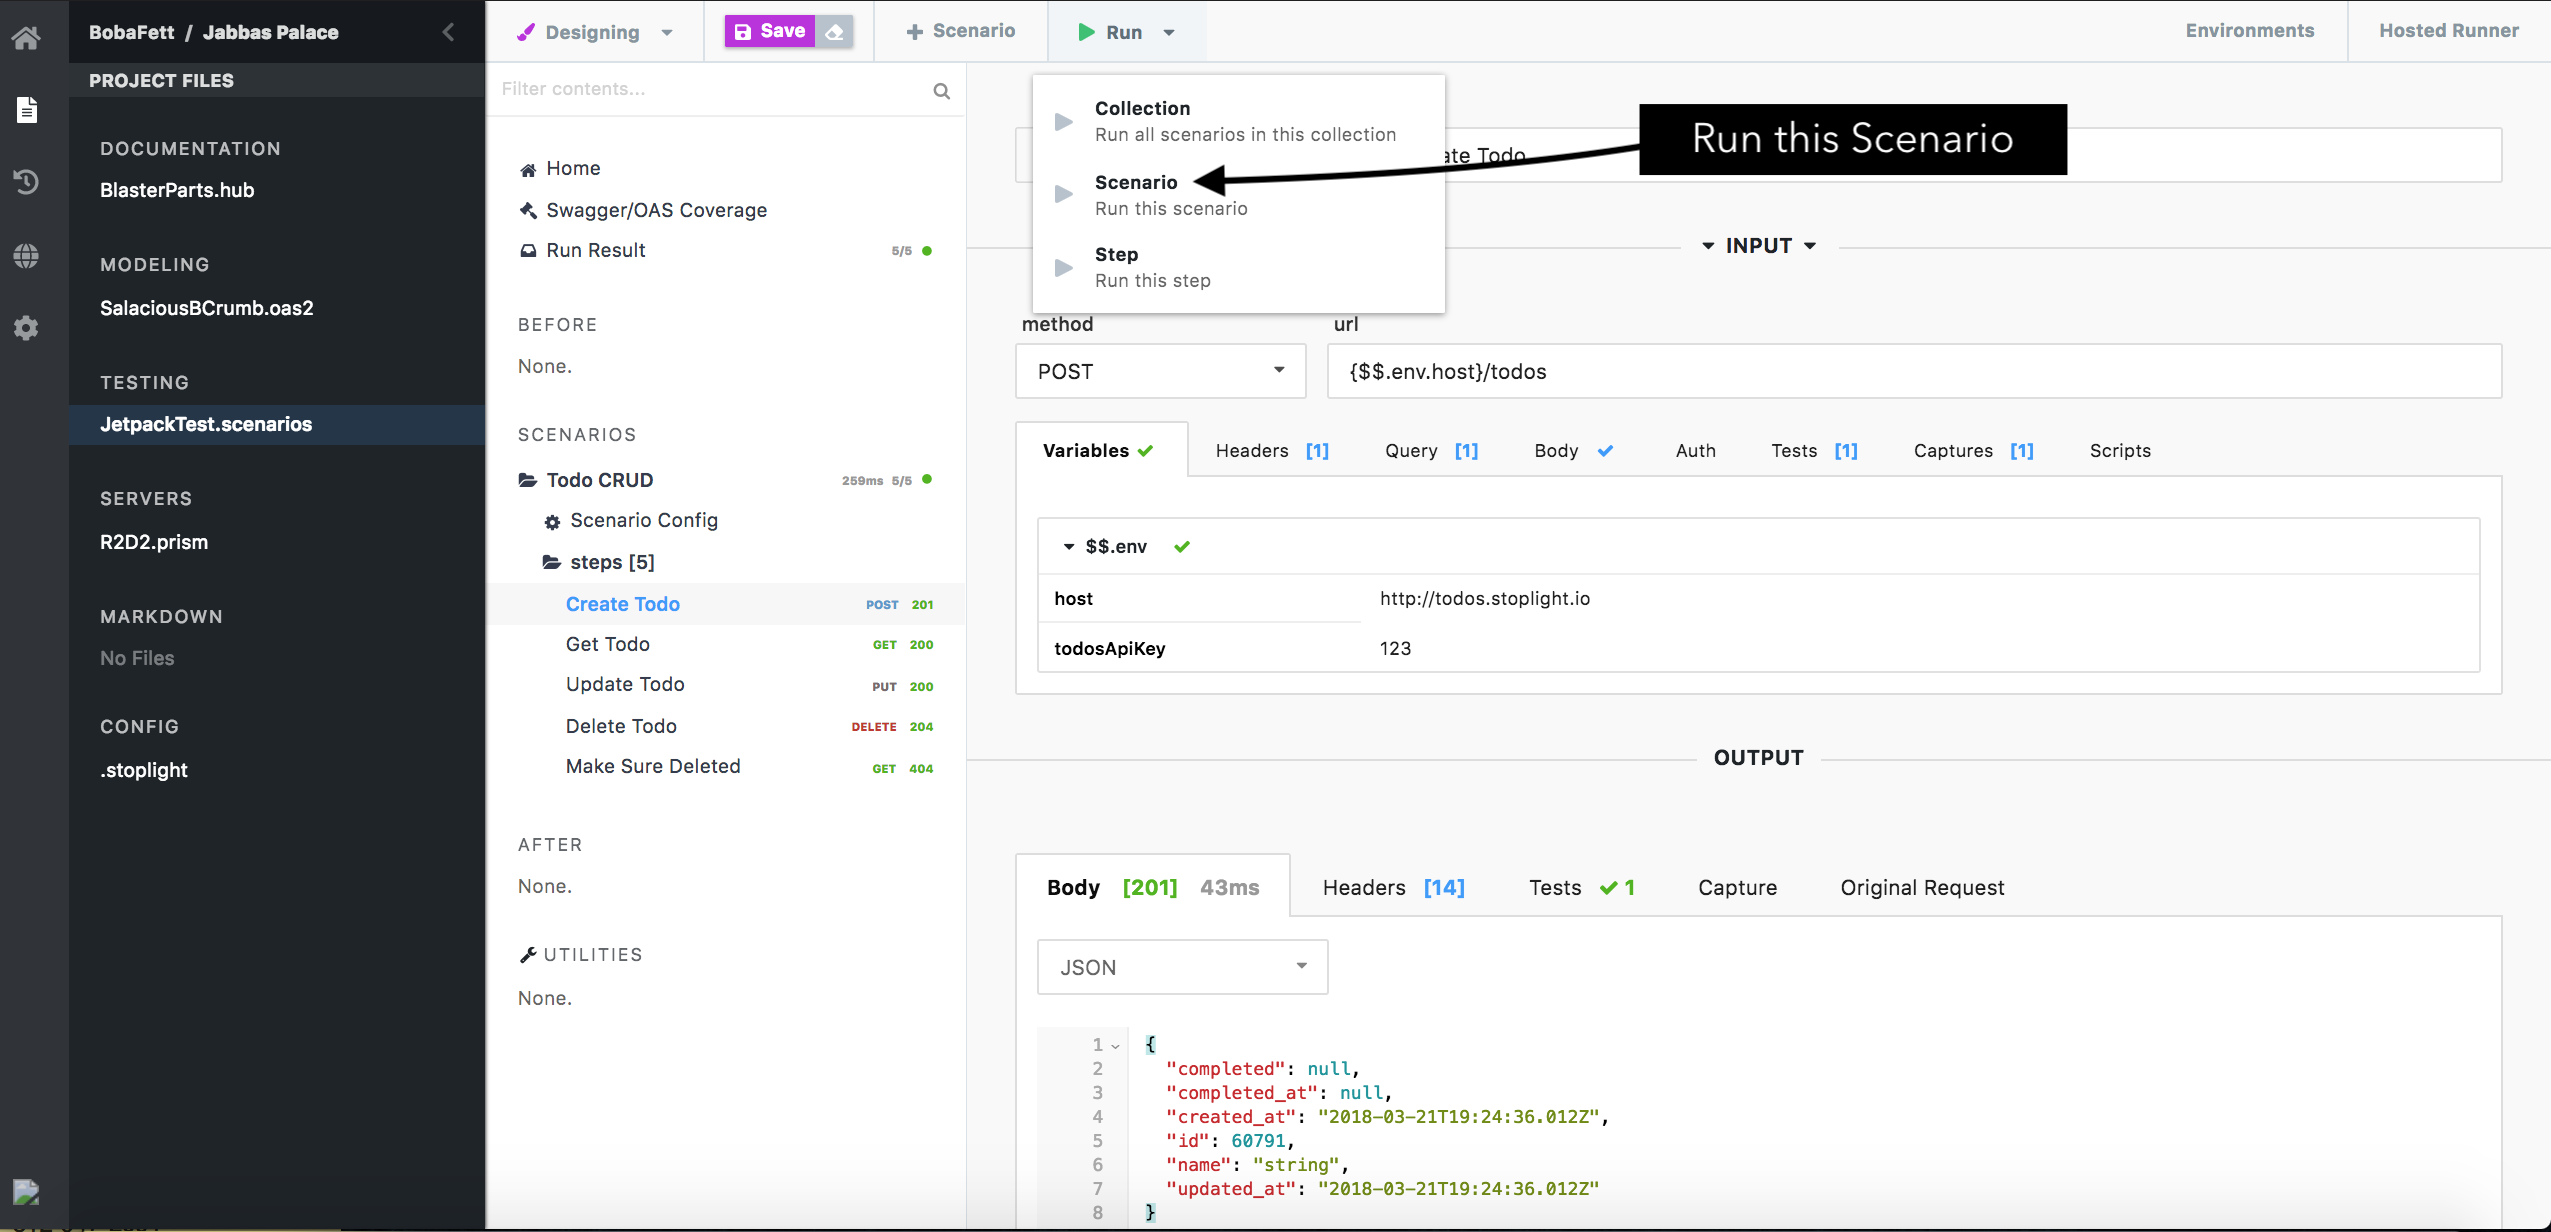 BobaFett / Jabbas Palace
PROJECT FILES
DOCUMENTATION
BlasterParts.hub
MODELING
SalaciousBCrumb.oas2
TESTING
JetpackTest.scenarios
SERVERS
R2D2.prism
MARKDOWN
No Files
CONFIG
.stoplight
Designing
Save
Scenario
Run
Environments
Hosted Runner
Filter contents...
Home
Swagger/OAS Coverage
Run Result 5/5
BEFORE
None.
SCENARIOS
Todo CRUD 259ms 5/5
Scenario Config
steps [5]
Create Todo POST 201
Get Todo GET 200
Update Todo PUT 200
Delete Todo DELETE 204
Make Sure Deleted GET 404
AFTER
None.
UTILITIES
None.
Collection
Run all scenarios in this collection
Scenario
Run this scenario
Step
Run this step
Run this Scenario
ate Todo
INPUT
method url
POST {$$.env.host}/todos
Variables Headers [1] Query [1] Body Auth Tests [1] Captures [1] Scripts
$$.env
host http://todos.stoplight.io
todosApiKey 123
OUTPUT
Body [201] 43ms Headers [14] Tests 1 Capture Original Request
JSON
1 {
2 "completed": null,
3 "completed_at": null,
4 "created_at": "2018-03-21T19:24:36.012Z",
5 "id": 60791,
6 "name": "string",
7 "updated_at": "2018-03-21T19:24:36.012Z"
8 }